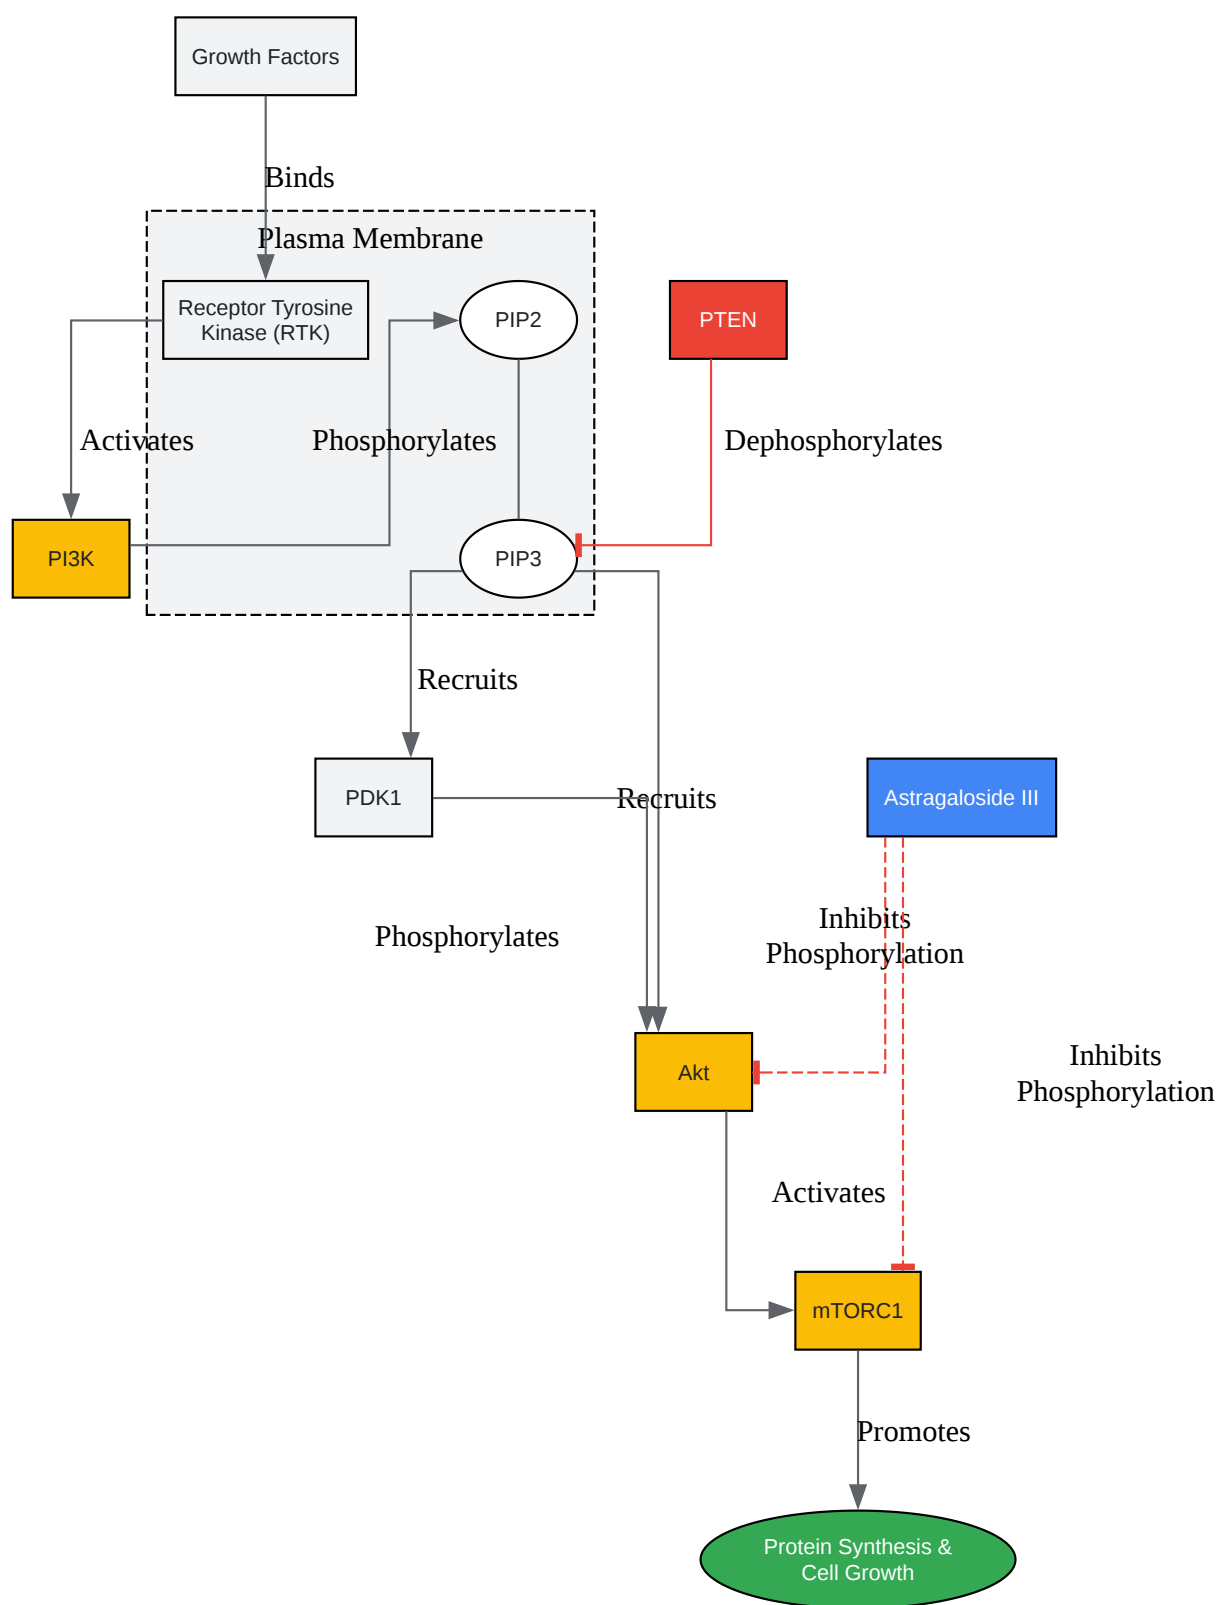 Growth Factors
Binds
Plasma Membrane
Receptor Tyrosine
Kinase (RTK)
PIP2
PTEN
Activates
Phosphorylates
Dephosphorylates
PI3K
PIP3
Recruits
PDK1
Recruits
Astragaloside III
Phosphorylates
Inhibits
Phosphorylation
Inhibits
Phosphorylation
Akt
Activates
mTORC1
Promotes
Protein Synthesis &
Cell Growth